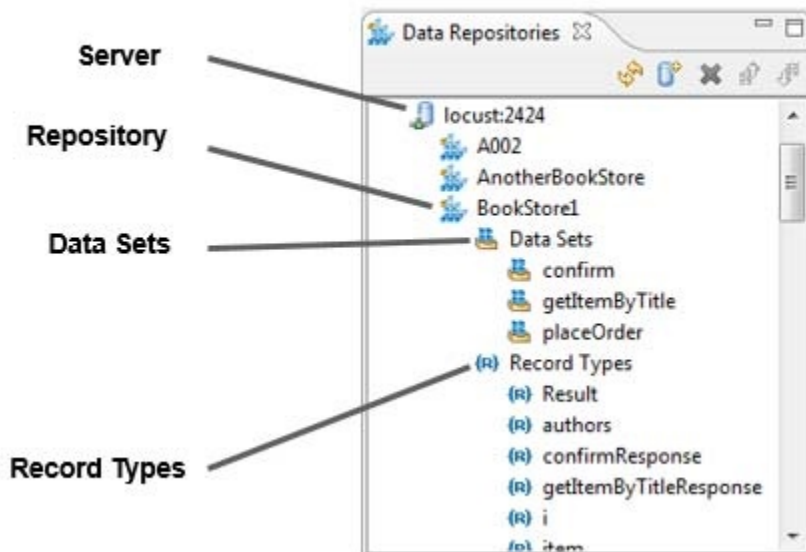 Server
Repository
Data Sets
Record Types
Data Repositories
locust:2424
A002
AnotherBookStore
BookStore1
Data Sets
confirm
getItemByTitle
placeOrder
Record Types
Result
authors
confirmResponse
getItemByTitleResponse
i
item